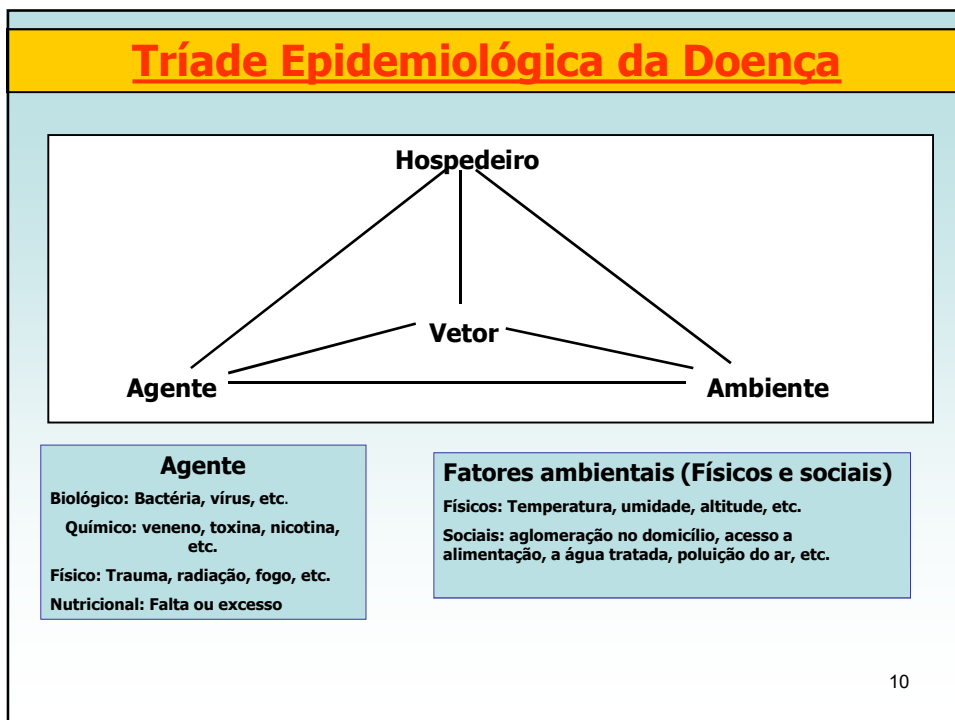 Tríade Epidemiológica da Doença
Hospedeiro
Vetor
Agente
Ambiente
Agente
Biológico: Bactéria, vírus, etc.
Químico: veneno, toxina, nicotina,
etc.
Físico: Trauma, radiação, fogo, etc.
Nutricional: Falta ou excesso
Fatores ambientais (Físicos e sociais)
Físicos: Temperatura, umidade, altitude, etc.
Sociais: aglomeração no domicílio, acesso a
alimentação, a água tratada, poluição do ar, etc.
10